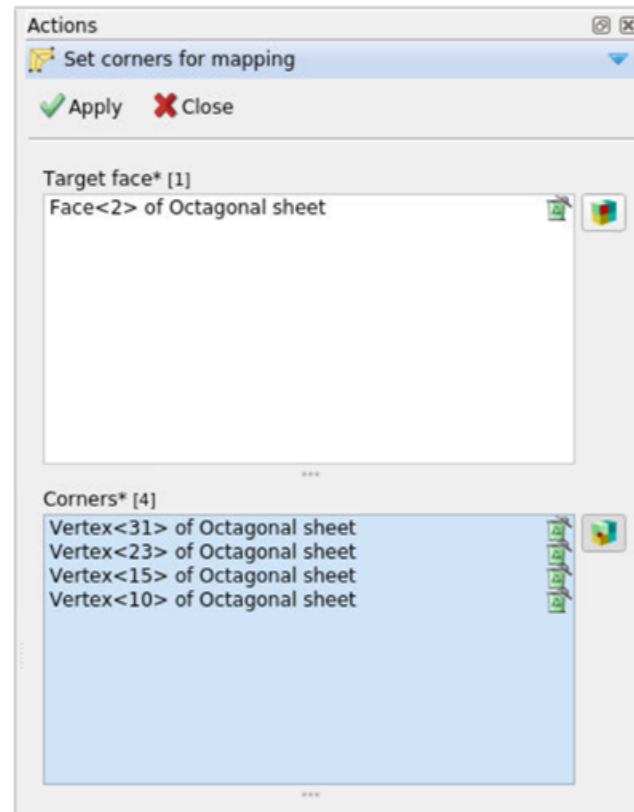 Actions
Set corners for mapping
Apply Close
Target face* [1]
Face<2> of Octagonal sheet
Corners* [4]
Vertex<31> of Octagonal sheet
Vertex<23> of Octagonal sheet
Vertex<15> of Octagonal sheet
Vertex<10> of Octagonal sheet